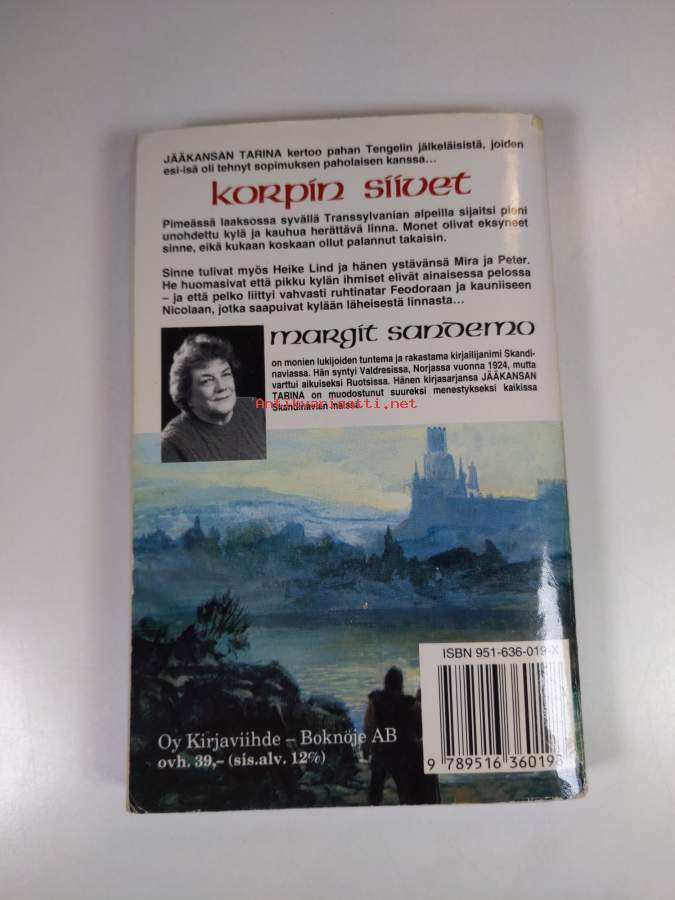 JÄÄKANSAN TARINA kertoo pahan Tengelin jälkeläisistä, joiden
esi-isä oli tehnyt sopimuksen paholaisen kanssa...
KORPIN SIIVET
Pimeässä laaksossa syvällä Transsylvanian alpeilla sijaitsi pieni
unohdettu kylä ja kauhua herättävä linna. Monet olivat eksyneet
sinne, eikä kukaan koskaan ollut palannut takaisin.
Sinne tulivat myös Heike Lind ja hänen ystävänsä Mira ja Peter.
He huomasivat että pikku kylän ihmiset elivät ainaisessa pelossa
– ja että pelko liittyi vahvasti ruhtinatar Feodoraan ja kauniiseen
Nicolaan, jotka saapuivat kylään läheisestä linnasta...
MARGIT SANDEMO
on monien lukijoiden tuntema ja rakastama kirjailijanimi Skandi-
naviassa. Hän syntyi Valdresissa, Norjassa vuonna 1924, mutta
varttui aikuiseksi Ruotsissa. Hänen kirjasarjansa JÄÄKANSAN
TARINA on muodostunut suureksi menestykseksi kaikissa
Skandinavian maissa.
Antikvariaatti.net
ISBN 951-636-019-X
Oy Kirjaviihde – Boknöje AB
ovh. 39,– (sis.alv. 12%)
9 789516 360198